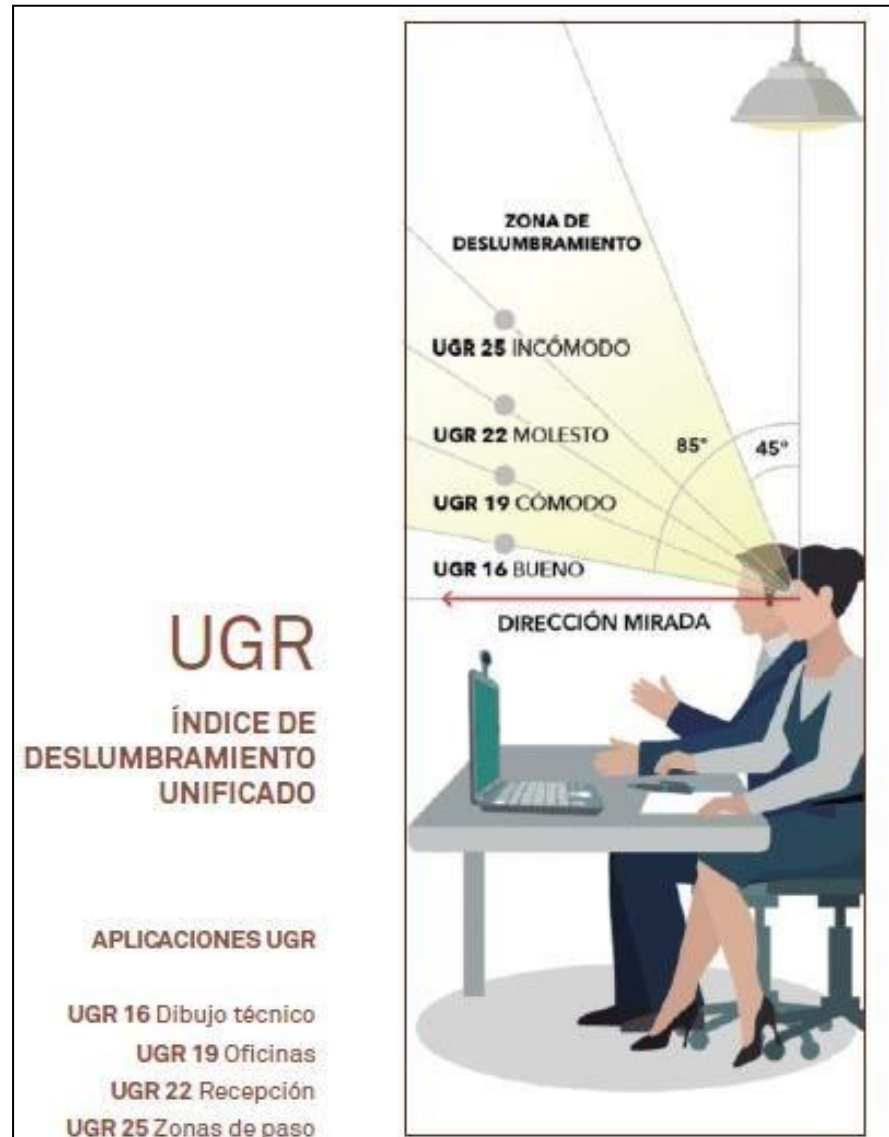 ZONA DE
DESLUMBRAMIENTO
UGR 25 INCÓMODO
UGR 22 MOLESTO
85°
45°
UGR 19 CÓMODO
UGR 16 BUENO
DIRECCIÓN MIRADA
UGR
ÍNDICE DE
DESLUMBRAMIENTO
UNIFICADO
APLICACIONES UGR
UGR 16 Dibujo técnico
UGR 19 Oficinas
UGR 22 Recepción
UGR 25 Zonas de paso